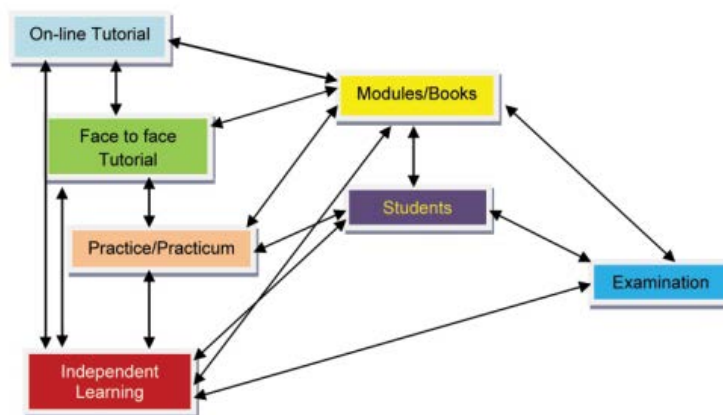 On-line Tutorial
Modules/Books
Face to face
Tutorial
Students
Practice/Practicum
Examination
Independent
Learning